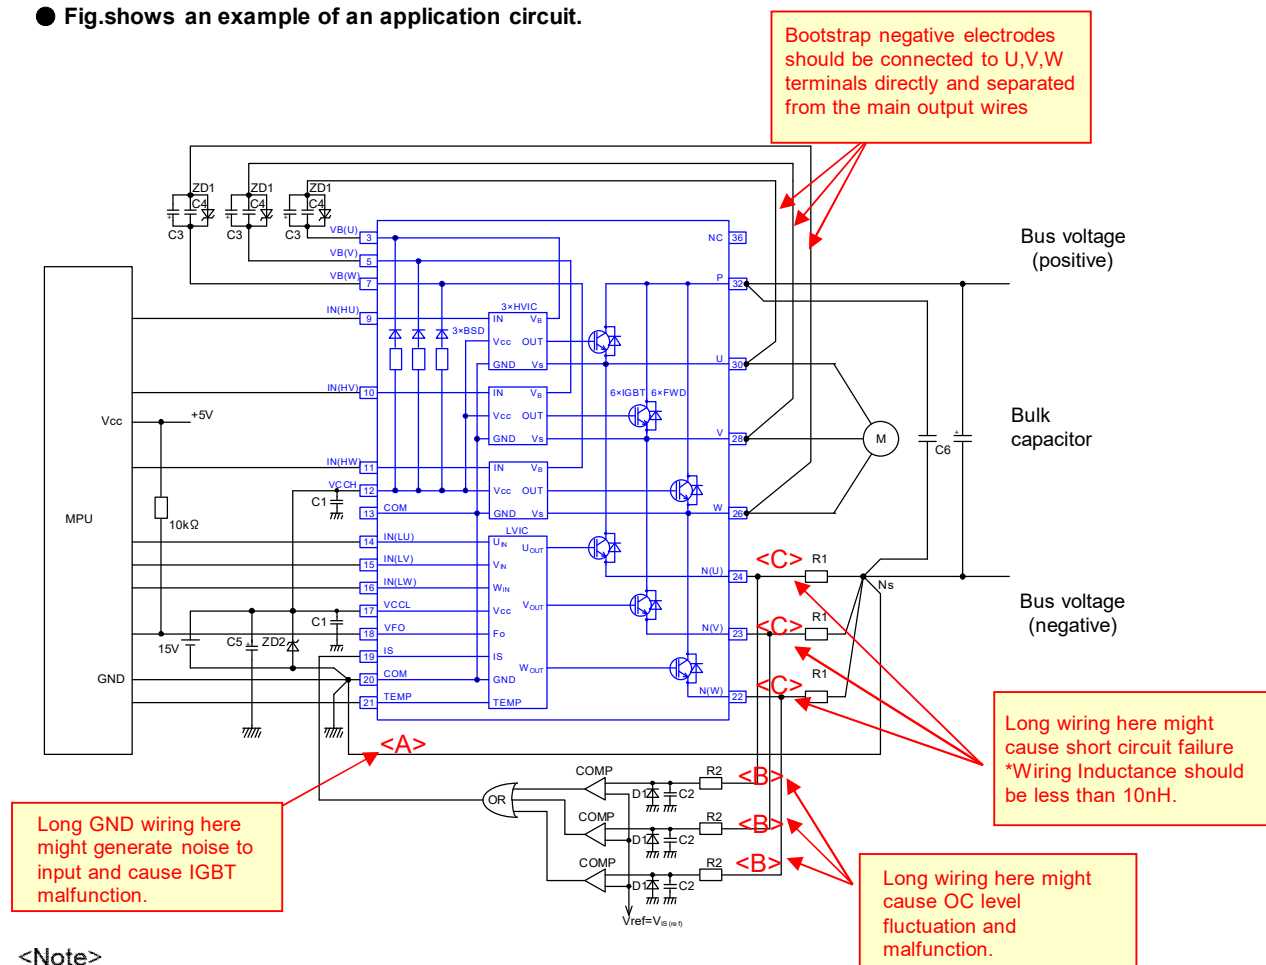 ● Fig.shows an example of an application circuit.
Bootstrap negative electrodes
should be connected to U,V,W
terminals directly and separated
from the main output wires
ZD1 ZD1 ZD1
C4 C4 C4
C3 C3 C3
VB(U)
3
VB(V)
5
VB(W)
7
NC 36
P
32
Bus voltage
(positive)
IN(HU)
9
3×HVIC
IN VB
3×BSD
Vcc OUT
GND Vs
U
30
IN(HV)
10
IN VB
6×IGBT 6×FWD
Vcc OUT
GND Vs
V
28
M
C6
Bulk
capacitor
Vcc
+5V
IN(HW)
11
IN VB
VCCH
12
Vcc OUT
C1
COM
13
GND Vs
W
26
MPU
10kΩ
LVIC
IN(LU)
14
UIN UOUT
IN(LV)
15
VIN
IN(LW)
16
WIN
N(U)
24
<C>
R1
Ns
VCCL
17
Vcc VOUT
C1
VFO
18
Fo
N(V)
23
<C>
R1
Bus voltage
(negative)
15V
C5
ZD2
IS
19
IS
WOUT
GND
COM
20
GND
TEMP
21
TEMP
N(W)
22
<C>
R1
Long wiring here might
cause short circuit failure
*Wiring Inductance should
be less than 10nH.
<A>
COMP
R2
<B>
D1 C2
OR
COMP
R2
<B>
D1 C2
COMP
R2
<B>
D1 C2
Vref=VIS(ref)
Long GND wiring here
might generate noise to
input and cause IGBT
malfunction.
Long wiring here might
cause OC level
fluctuation and
malfunction.
<Note>